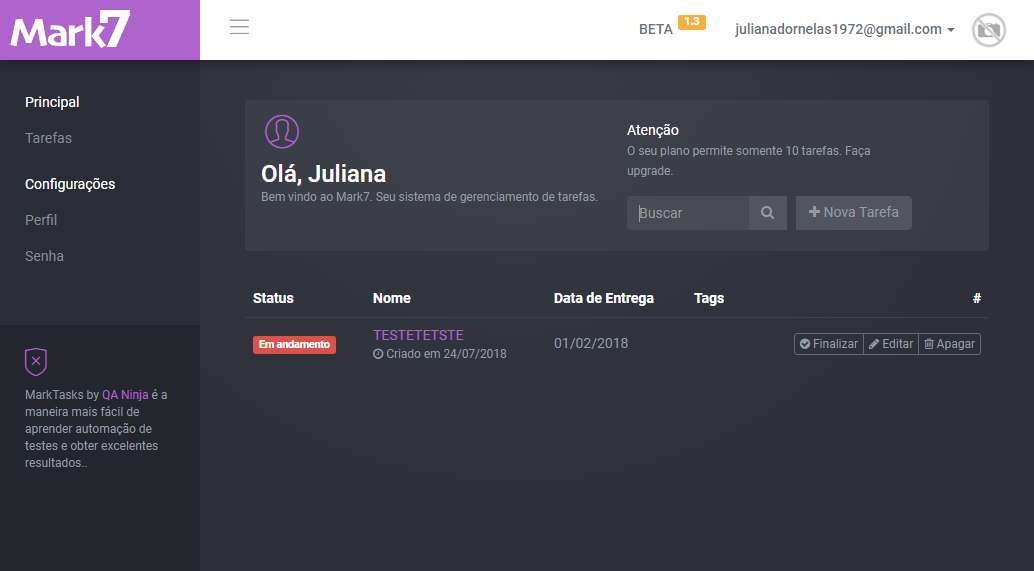 Mark7
BETA 1.3
julianadornelas1972@gmail.com
Principal
Tarefas
Configurações
Perfil
Senha
MarkTasks by QA Ninja é a
maneira mais fácil de
aprender automação de
testes e obter excelentes
resultados..
Olá, Juliana
Bem vindo ao Mark7. Seu sistema de gerenciamento de tarefas.
Atenção
O seu plano permite somente 10 tarefas. Faça
upgrade.
Buscar
Nova Tarefa
Status Nome Data de Entrega Tags #
Em andamento
TESTETETSTE
Criado em 24/07/2018
01/02/2018
Finalizar Editar Apagar